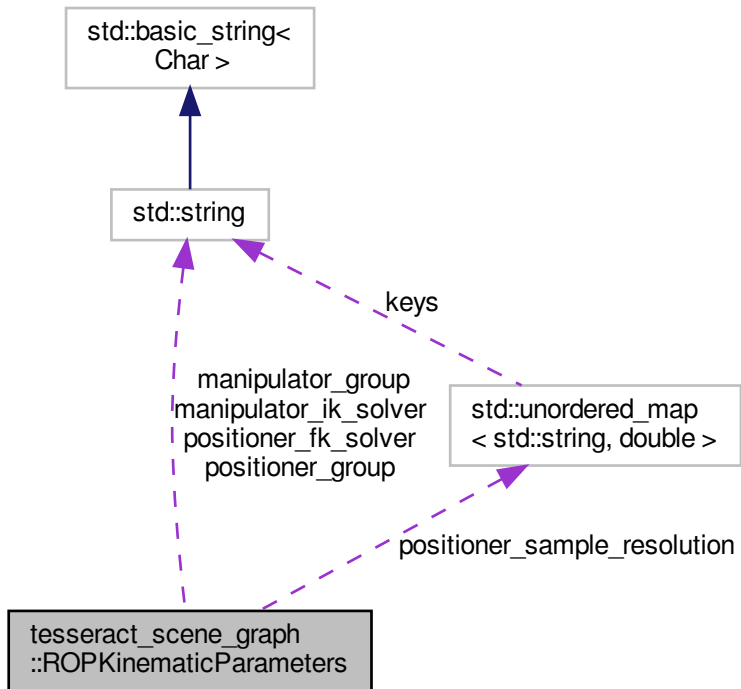 std::basic_string<
Char >
std::string
keys
manipulator_group
manipulator_ik_solver
positioner_fk_solver
positioner_group
std::unordered_map
< std::string, double >
positioner_sample_resolution
tesseract_scene_graph
::ROPKinematicParameters